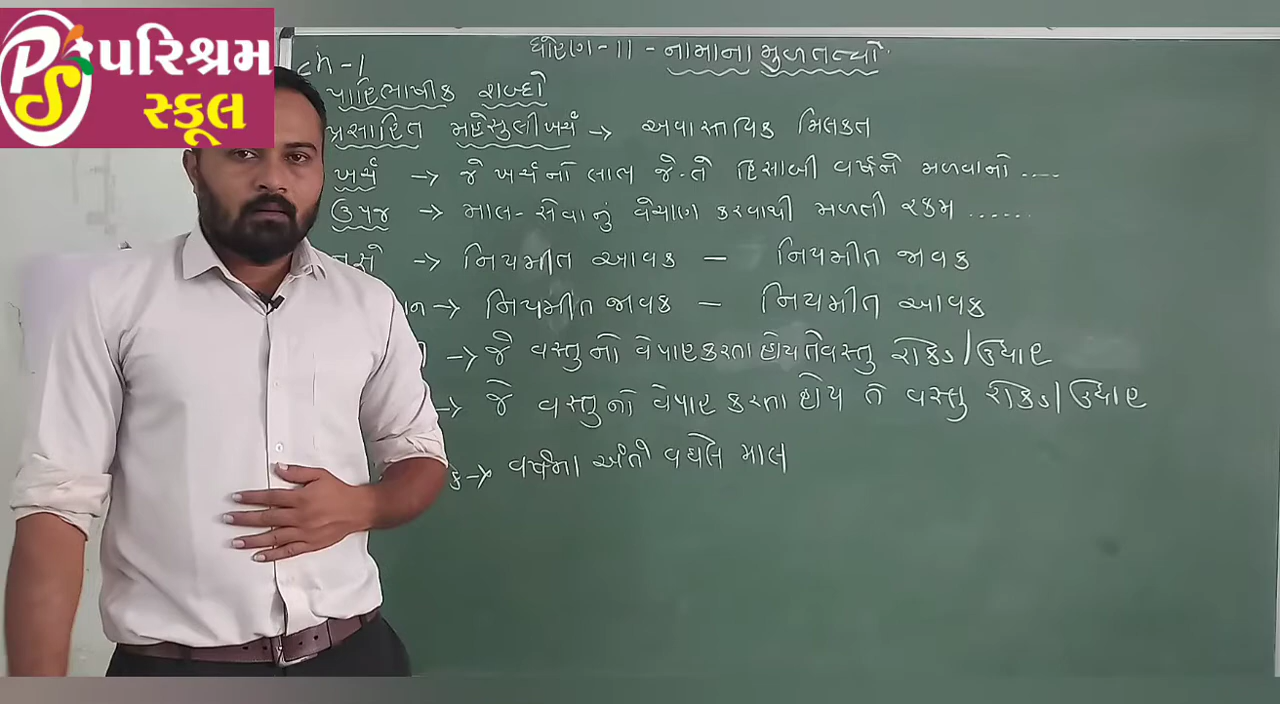 PS પરિશ્રમ
સ્કૂલ
ધોરણ-11 - નામાના મુળતત્વો
ch-1
પારિભાષીક શબ્દો
પ્રસારિત મહેસુલી ખર્ચ → અવાસ્તવિક મિલકત
ખર્ચ → જે ખર્ચનો લાભ જે-તે હિસાબી વર્ષને મળવાનો ....
ઉપજ → માલ-સેવાનું વેચાણ કરવાથી મળતી રકમ ......
→ નિયમીત આવક - નિયમીત જાવક
→ નિયમીત જાવક - નિયમીત આવક
→ જે વસ્તુનો વેપાર કરતા હોય તે વસ્તુ રોકડ/ઉધાર
→ જે વસ્તુનો વેપાર કરતા હોય તે વસ્તુ રોકડ/ઉધાર
→ વર્ષના અંતે વધેલ માલ